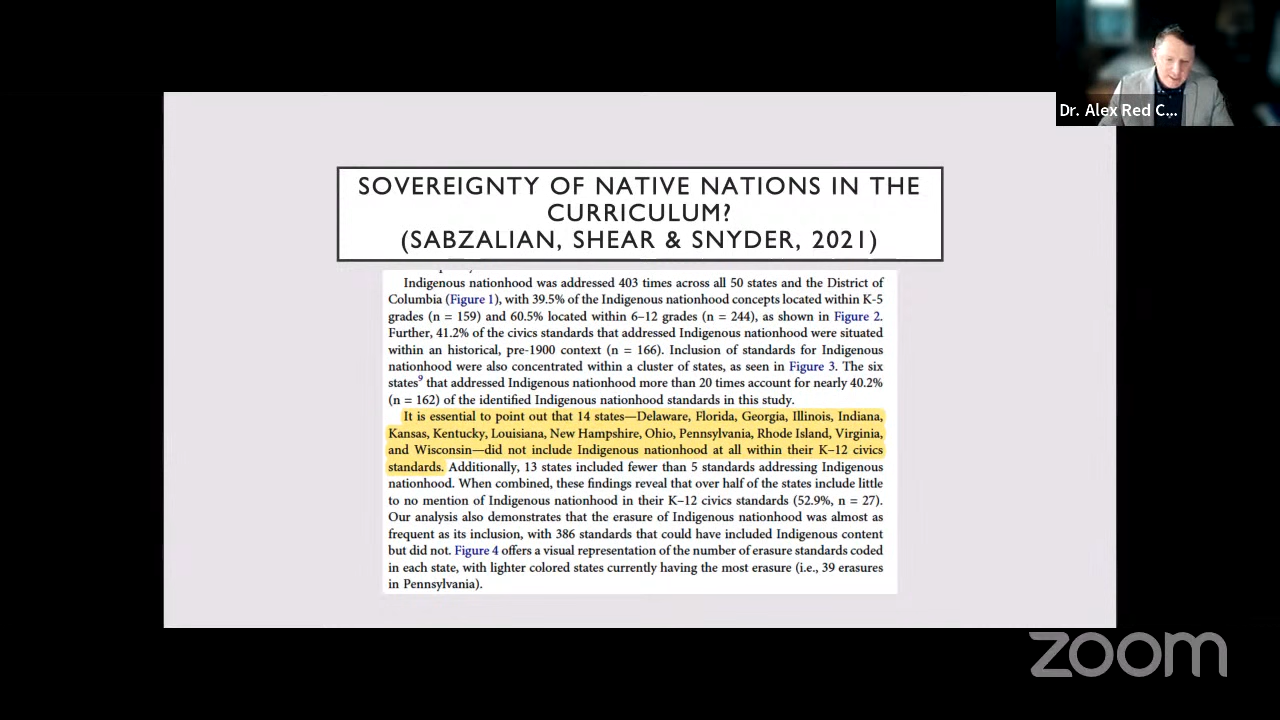 Dr. Alex Red C...
SOVEREIGNTY OF NATIVE NATIONS IN THE
CURRICULUM?
(SABZALIAN, SHEAR & SNYDER, 2021)
Indigenous nationhood was addressed 403 times across all 50 states and the District of
Columbia (Figure 1), with 39.5% of the Indigenous nationhood concepts located within K-5
grades (n = 159) and 60.5% located within 6–12 grades (n = 244), as shown in Figure 2.
Further, 41.2% of the civics standards that addressed Indigenous nationhood were situated
within an historical, pre-1900 context (n = 166). Inclusion of standards for Indigenous
nationhood were also concentrated within a cluster of states, as seen in Figure 3. The six
states9 that addressed Indigenous nationhood more than 20 times account for nearly 40.2%
(n = 162) of the identified Indigenous nationhood standards in this study.
It is essential to point out that 14 states—Delaware, Florida, Georgia, Illinois, Indiana,
Kansas, Kentucky, Louisiana, New Hampshire, Ohio, Pennsylvania, Rhode Island, Virginia,
and Wisconsin—did not include Indigenous nationhood at all within their K–12 civics
standards. Additionally, 13 states included fewer than 5 standards addressing Indigenous
nationhood. When combined, these findings reveal that over half of the states include little
to no mention of Indigenous nationhood in their K–12 civics standards (52.9%, n = 27).
Our analysis also demonstrates that the erasure of Indigenous nationhood was almost as
frequent as its inclusion, with 386 standards that could have included Indigenous content
but did not. Figure 4 offers a visual representation of the number of erasure standards coded
in each state, with lighter colored states currently having the most erasure (i.e., 39 erasures
in Pennsylvania).
zoom